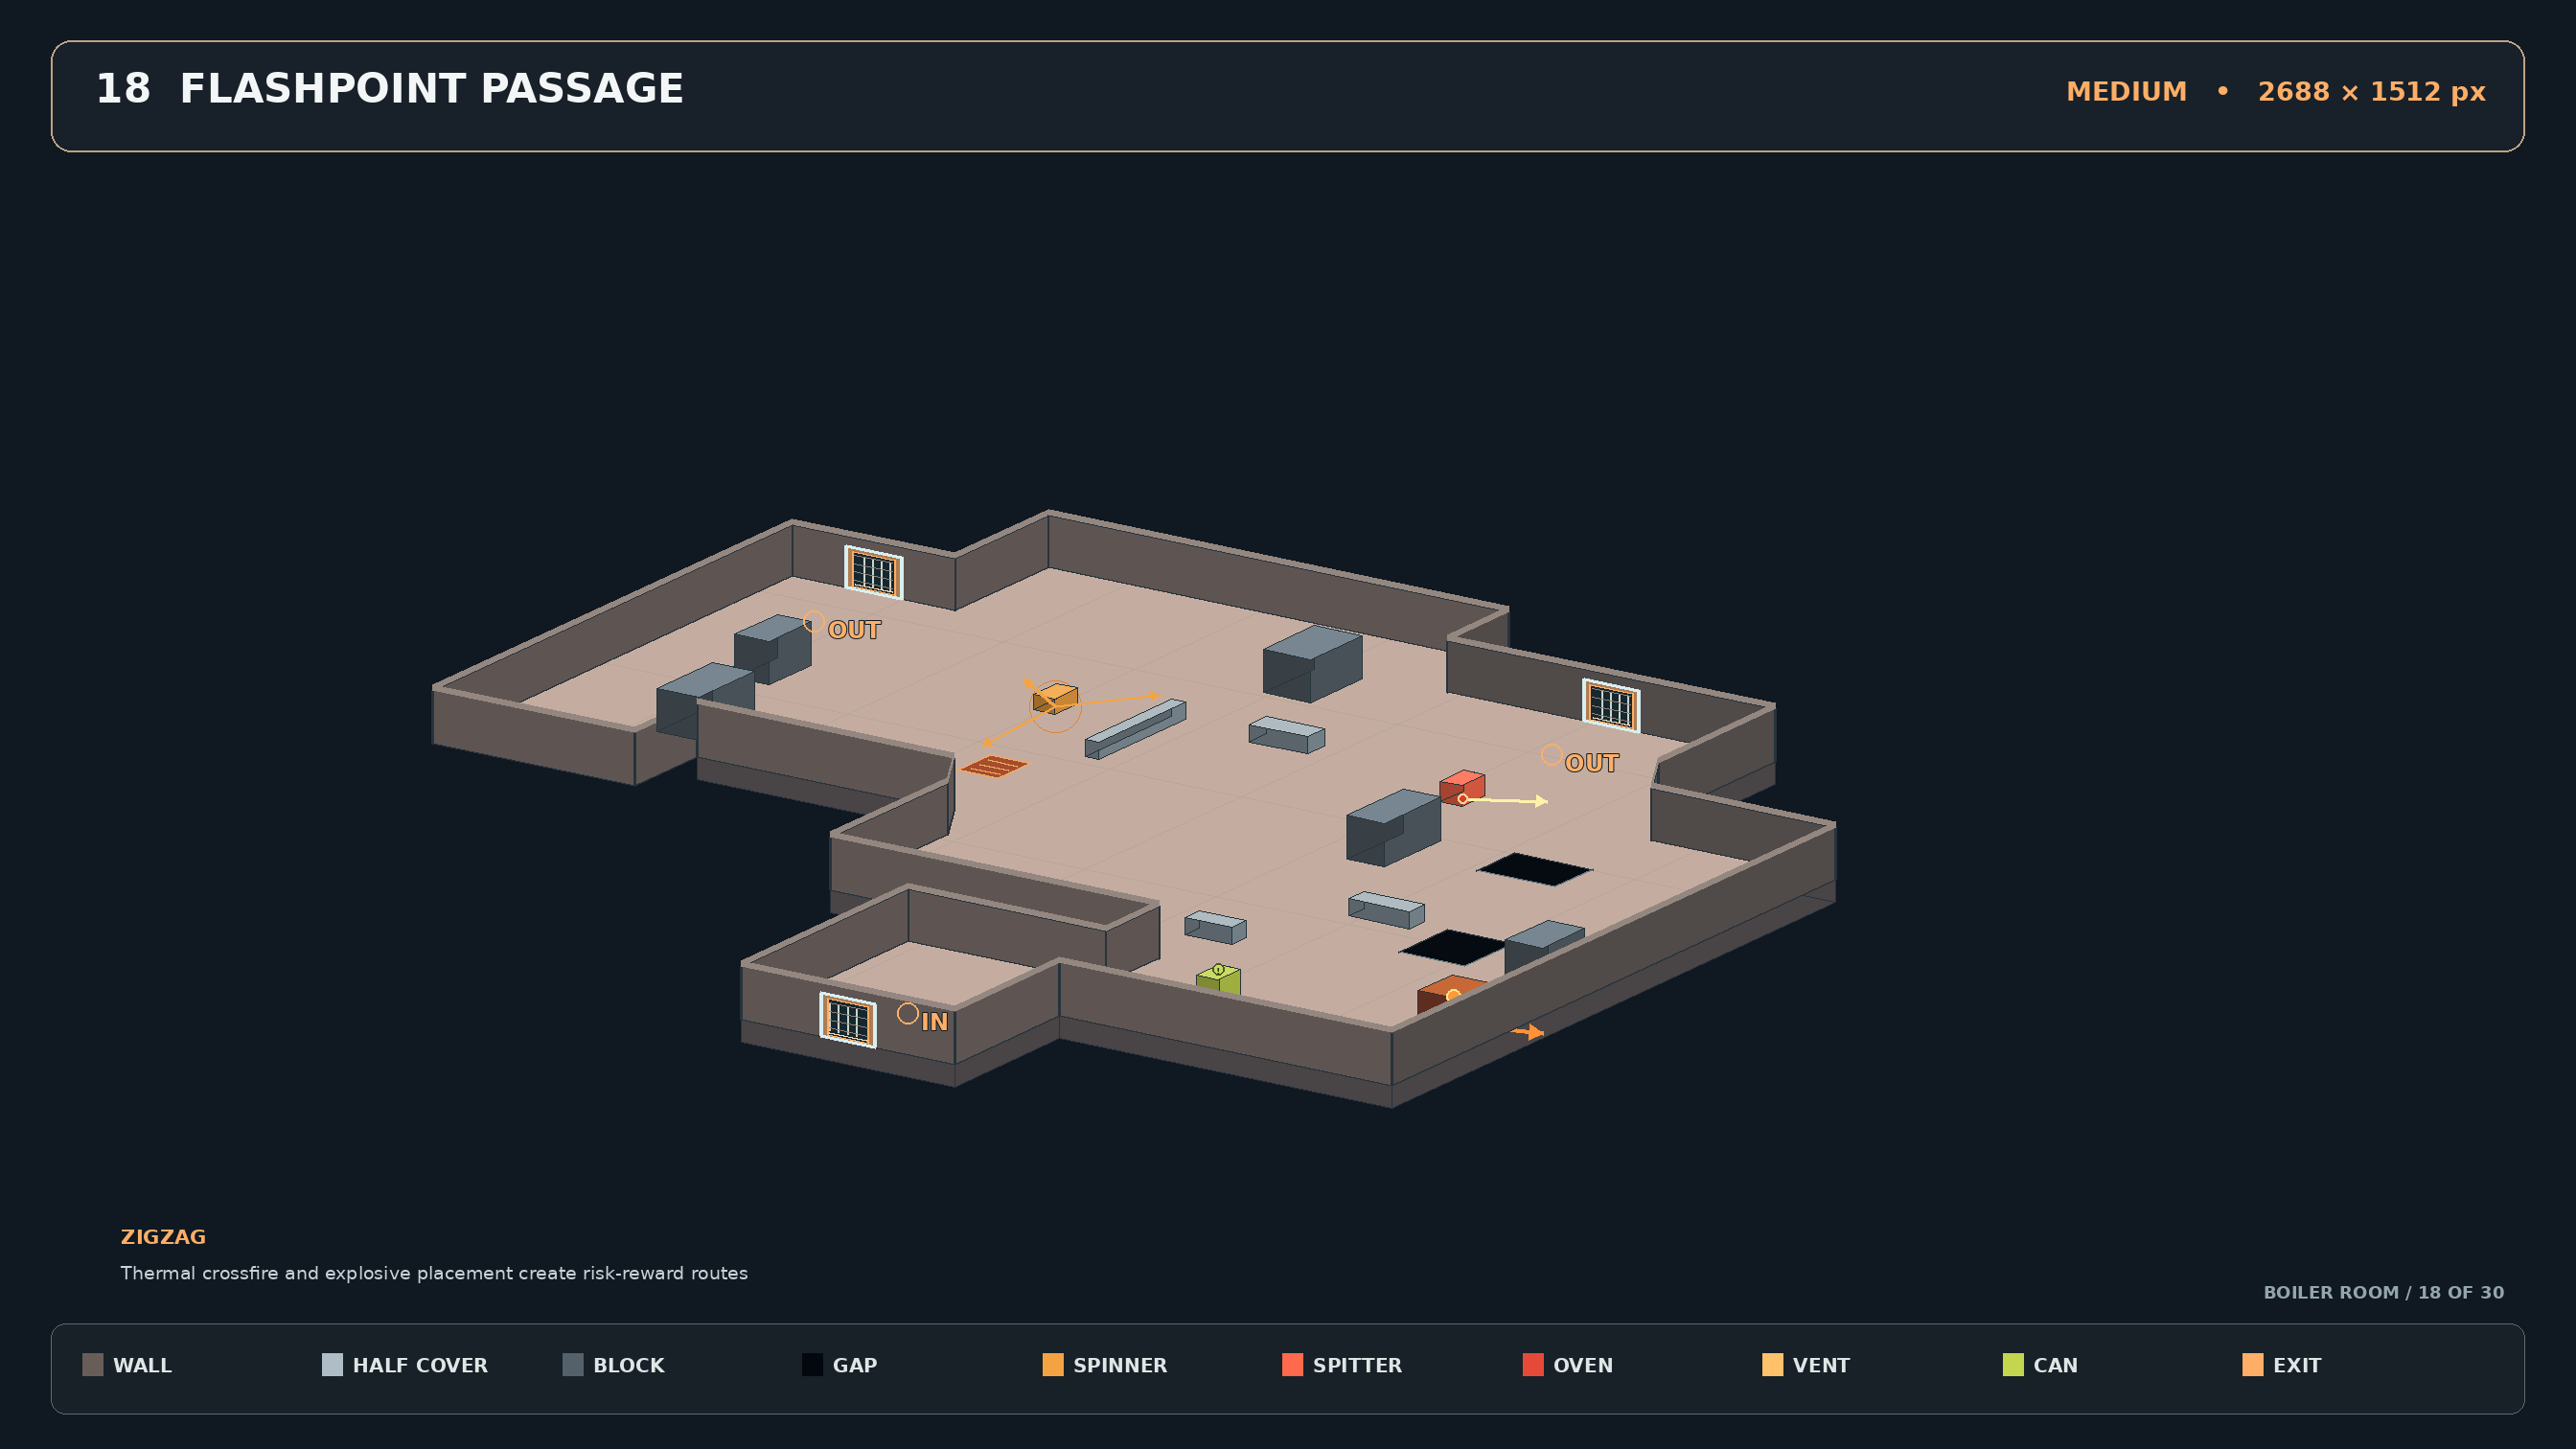 18 FLASHPOINT PASSAGE
MEDIUM • 2688 × 1512 px
OUT
OUT
IN
ZIGZAG
Thermal crossfire and explosive placement create risk-reward routes
BOILER ROOM / 18 OF 30
WALL HALF COVER BLOCK GAP SPINNER SPITTER OVEN VENT CAN EXIT